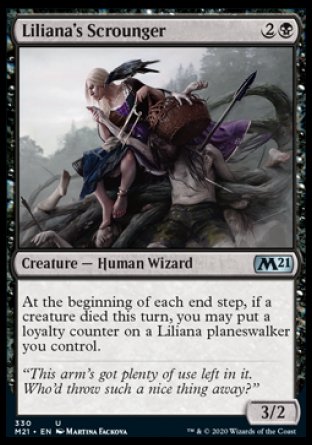 Liliana's Scrounger 2
Creature — Human Wizard M21
At the beginning of each end step, if a
creature died this turn, you may put a
loyalty counter on a Liliana planeswalker
you control.
"This arm's got plenty of use left in it.
Who'd throw such a nice thing away?"
3/2
330 U
M21 • EN Martina Fackova
™ & © 2020 Wizards of the Coast